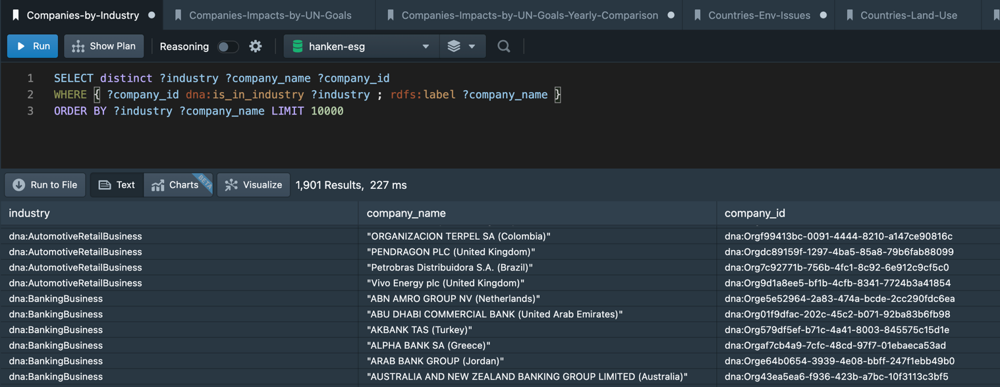 Companies-by-Industry
Companies-Impacts-by-UN-Goals
Companies-Impacts-by-UN-Goals-Yearly-Comparison
Countries-Env-Issues
Countries-Land-Use
Run
Show Plan
Reasoning
hanken-esg
1 SELECT distinct ?industry ?company_name ?company_id
2 WHERE { ?company_id dna:is_in_industry ?industry ; rdfs:label ?company_name }
3 ORDER BY ?industry ?company_name LIMIT 10000
Run to File
Text
Charts
BETA
Visualize
1,901 Results, 227 ms
industry company_name company_id
dna:AutomotiveRetailBusiness "ORGANIZACION TERPEL SA (Colombia)" dna:Orgf99413bc-0091-4444-8210-a147ce90816c
dna:AutomotiveRetailBusiness "PENDRAGON PLC (United Kingdom)" dna:Orgdc89159f-1297-4ba5-85a8-79b6fab88099
dna:AutomotiveRetailBusiness "Petrobras Distribuidora S.A. (Brazil)" dna:Org7c92771b-756b-4fc1-8c92-6e912c9cf5c0
dna:AutomotiveRetailBusiness "Vivo Energy plc (United Kingdom)" dna:Org9d1a8ee5-bf1b-4cfb-8341-7724b3a41854
dna:BankingBusiness "ABN AMRO GROUP NV (Netherlands)" dna:Orge5e52964-2a83-474a-bcde-2cc290fdc6ea
dna:BankingBusiness "ABU DHABI COMMERCIAL BANK (United Arab Emirates)" dna:Org01f9dfac-202c-45c2-b071-92ba83b6fb98
dna:BankingBusiness "AKBANK TAS (Turkey)" dna:Org579df5ef-b71c-4a41-8003-845575c15d1e
dna:BankingBusiness "ALPHA BANK SA (Greece)" dna:Orgaf7cb4a9-7cfc-48cd-97f7-01ebaeca53ad
dna:BankingBusiness "ARAB BANK GROUP (Jordan)" dna:Orge64b0654-3939-4e08-bbff-247f1ebb49b0
dna:BankingBusiness "AUSTRALIA AND NEW ZEALAND BANKING GROUP LIMITED (Australia)" dna:Org43ea5ea6-f936-423b-a7bc-10f3113c3bf5